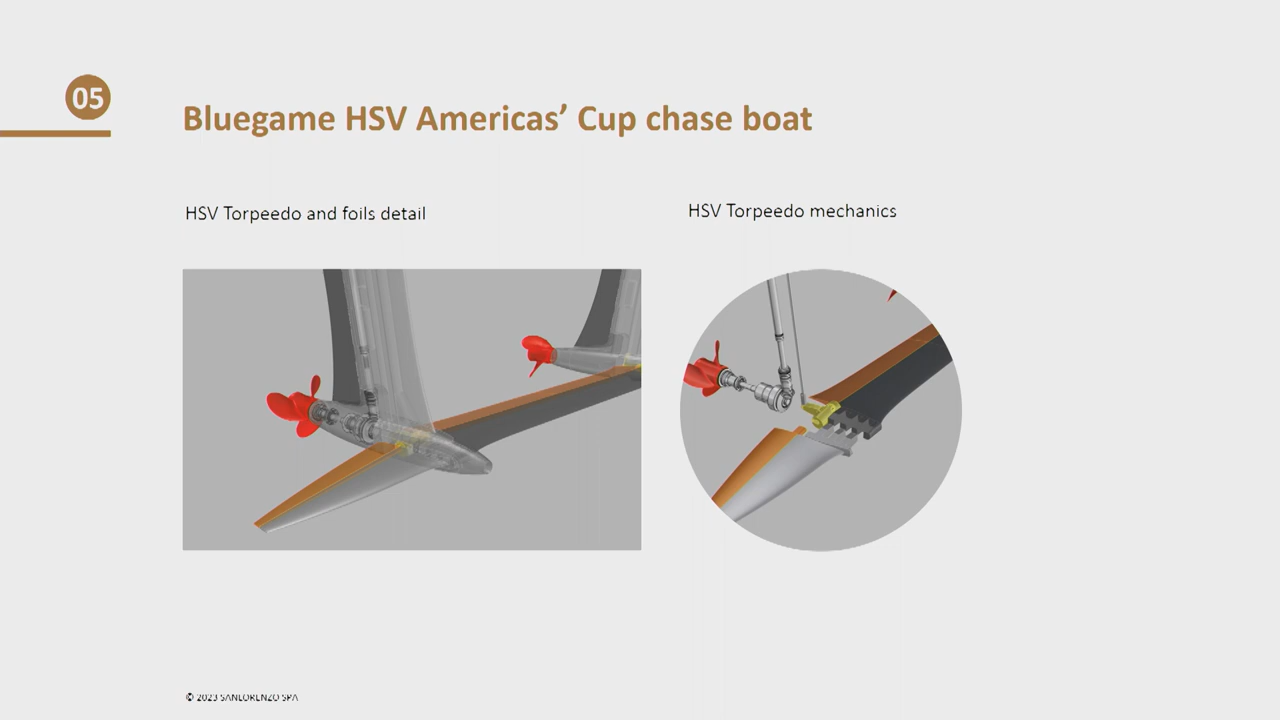 05
Bluegame HSV Americas’ Cup chase boat
HSV Torpeedo and foils detail
HSV Torpeedo mechanics
© 2023 SANLORENZO SPA